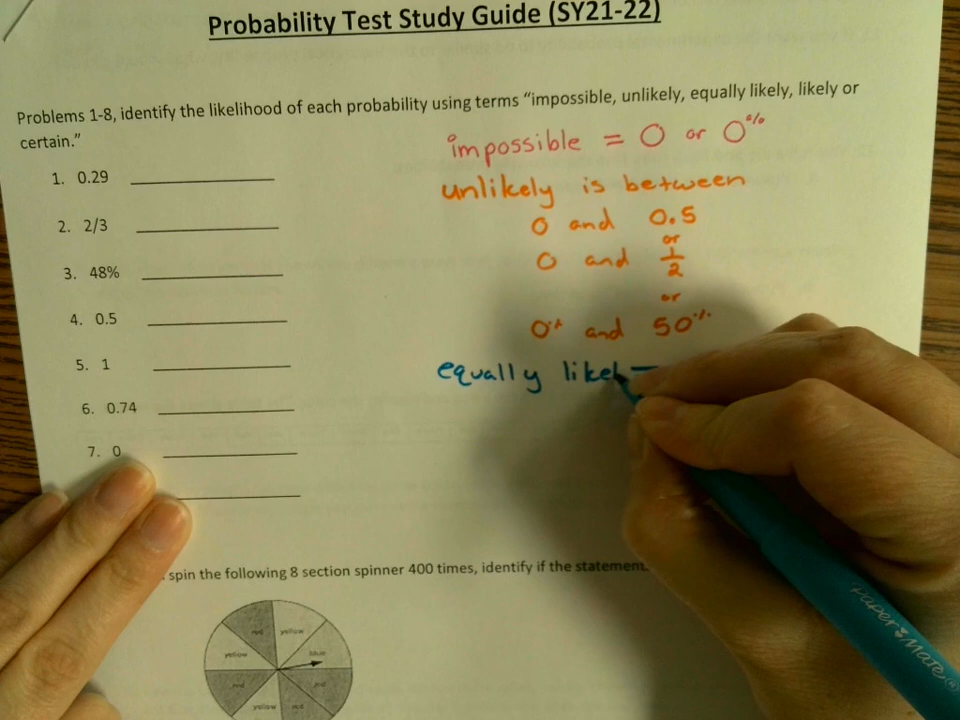 Probability Test Study Guide (SY21-22)
Problems 1-8, identify the likelihood of each probability using terms “impossible, unlikely, equally likely, likely or
certain.”
1. 0.29
2. 2/3
3. 48%
4. 0.5
5. 1
6. 0.74
7. 0
impossible = 0 or 0%
unlikely is between
0 and 0.5
or
0 and 1/2
or
0% and 50%
equally likel
spin the following 8 section spinner 400 times, identify if the statement
red yellow
yellow blue
red red
yellow red
Paper Mate